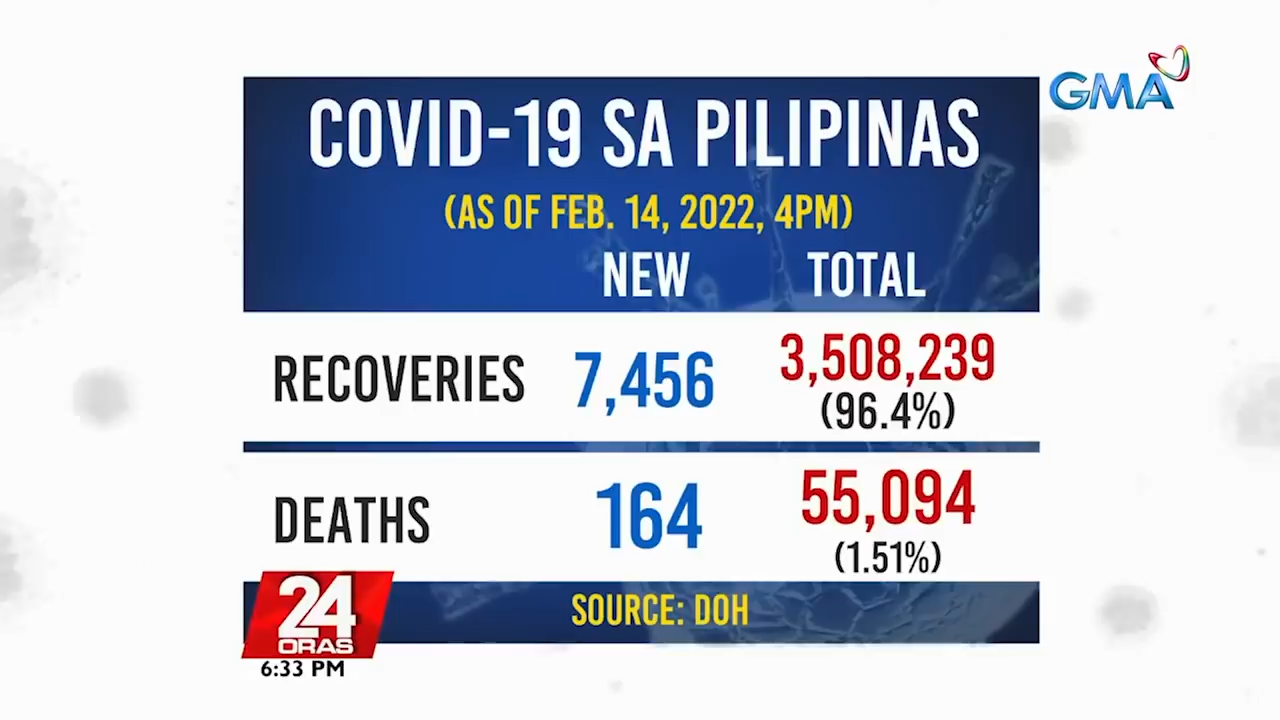 GMA
COVID-19 SA PILIPINAS
(AS OF FEB. 14, 2022, 4PM)
NEW TOTAL
RECOVERIES 7,456 3,508,239
(96.4%)
DEATHS 164 55,094
(1.51%)
SOURCE: DOH
24
ORAS
6:33 PM